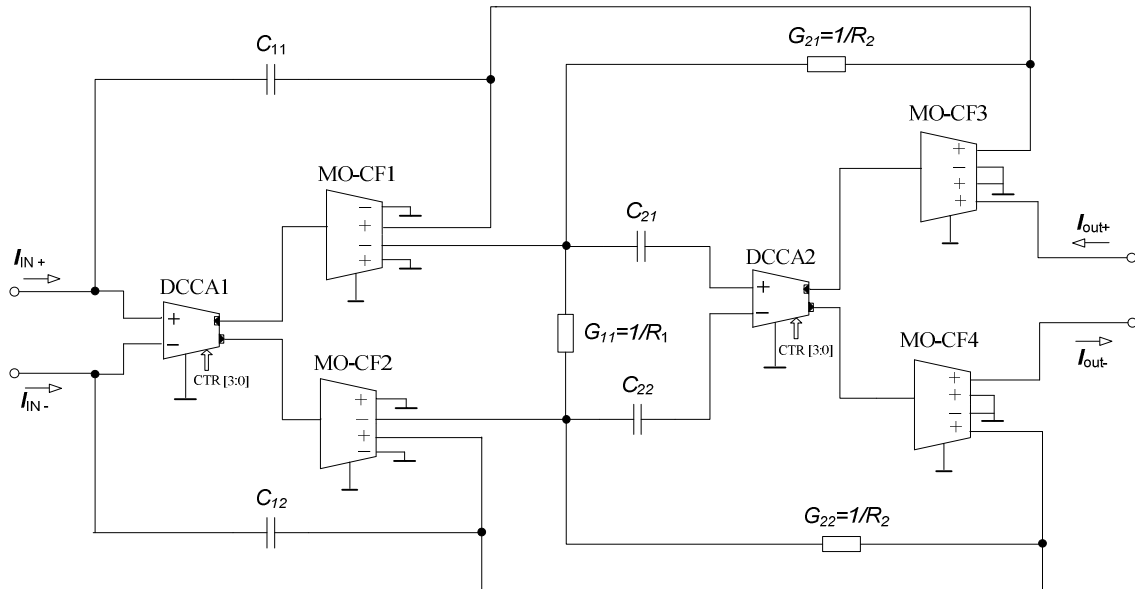 C11
G21=1/R2
MO-CF3
+
−
+
+
MO-CF1
−
+
−
+
C21
Iout+
IIN +
DCCA1
DCCA2
+
−
+
−
G11=1/R1
CTR [3:0]
CTR [3:0]
Iout-
IIN -
MO-CF2
MO-CF4
C22
+
−
+
−
+
+
−
+
C12
G22=1/R2